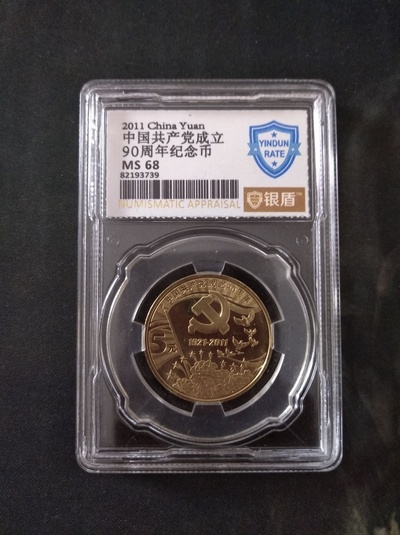 2011 China Yuan
中国共产党成立
90周年纪念币
MS 68
82193739
YINDUN
RATE
NUMISMATIC APPRAISAL
银盾
5元
1921-2011